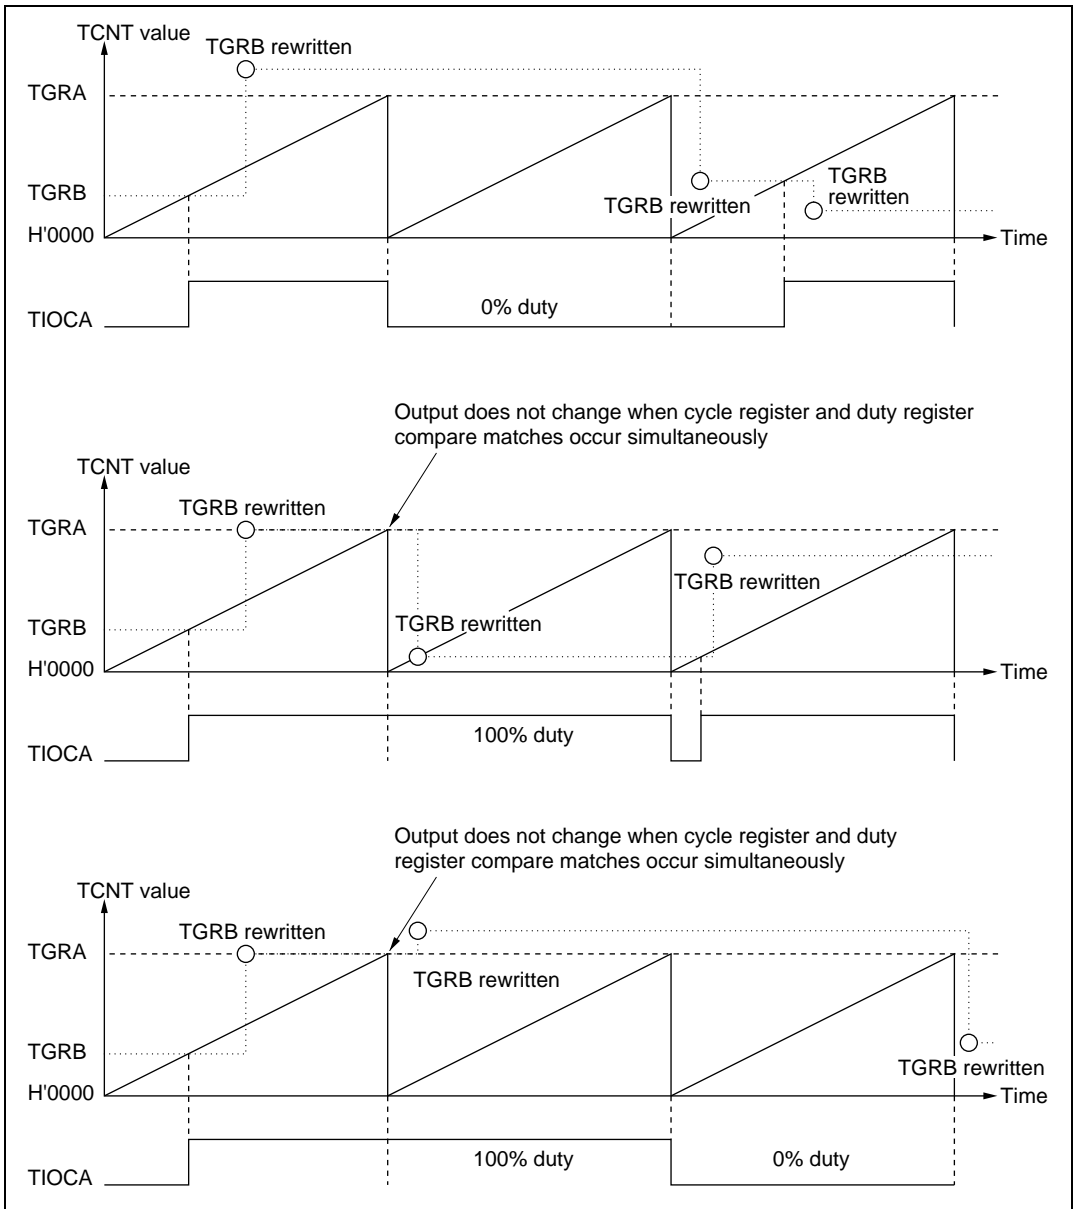 TCNT value
TGRB rewritten
TGRA
TGRB
TGRB
rewritten
TGRB rewritten
H'0000
Time
0% duty
TIOCA
Output does not change when cycle register and duty register
compare matches occur simultaneously
TCNT value
TGRB rewritten
TGRA
TGRB rewritten
TGRB
TGRB rewritten
H'0000
Time
100% duty
TIOCA
Output does not change when cycle register and duty
register compare matches occur simultaneously
TCNT value
TGRB rewritten
TGRA
TGRB rewritten
TGRB
TGRB rewritten
H'0000
Time
100% duty
0% duty
TIOCA